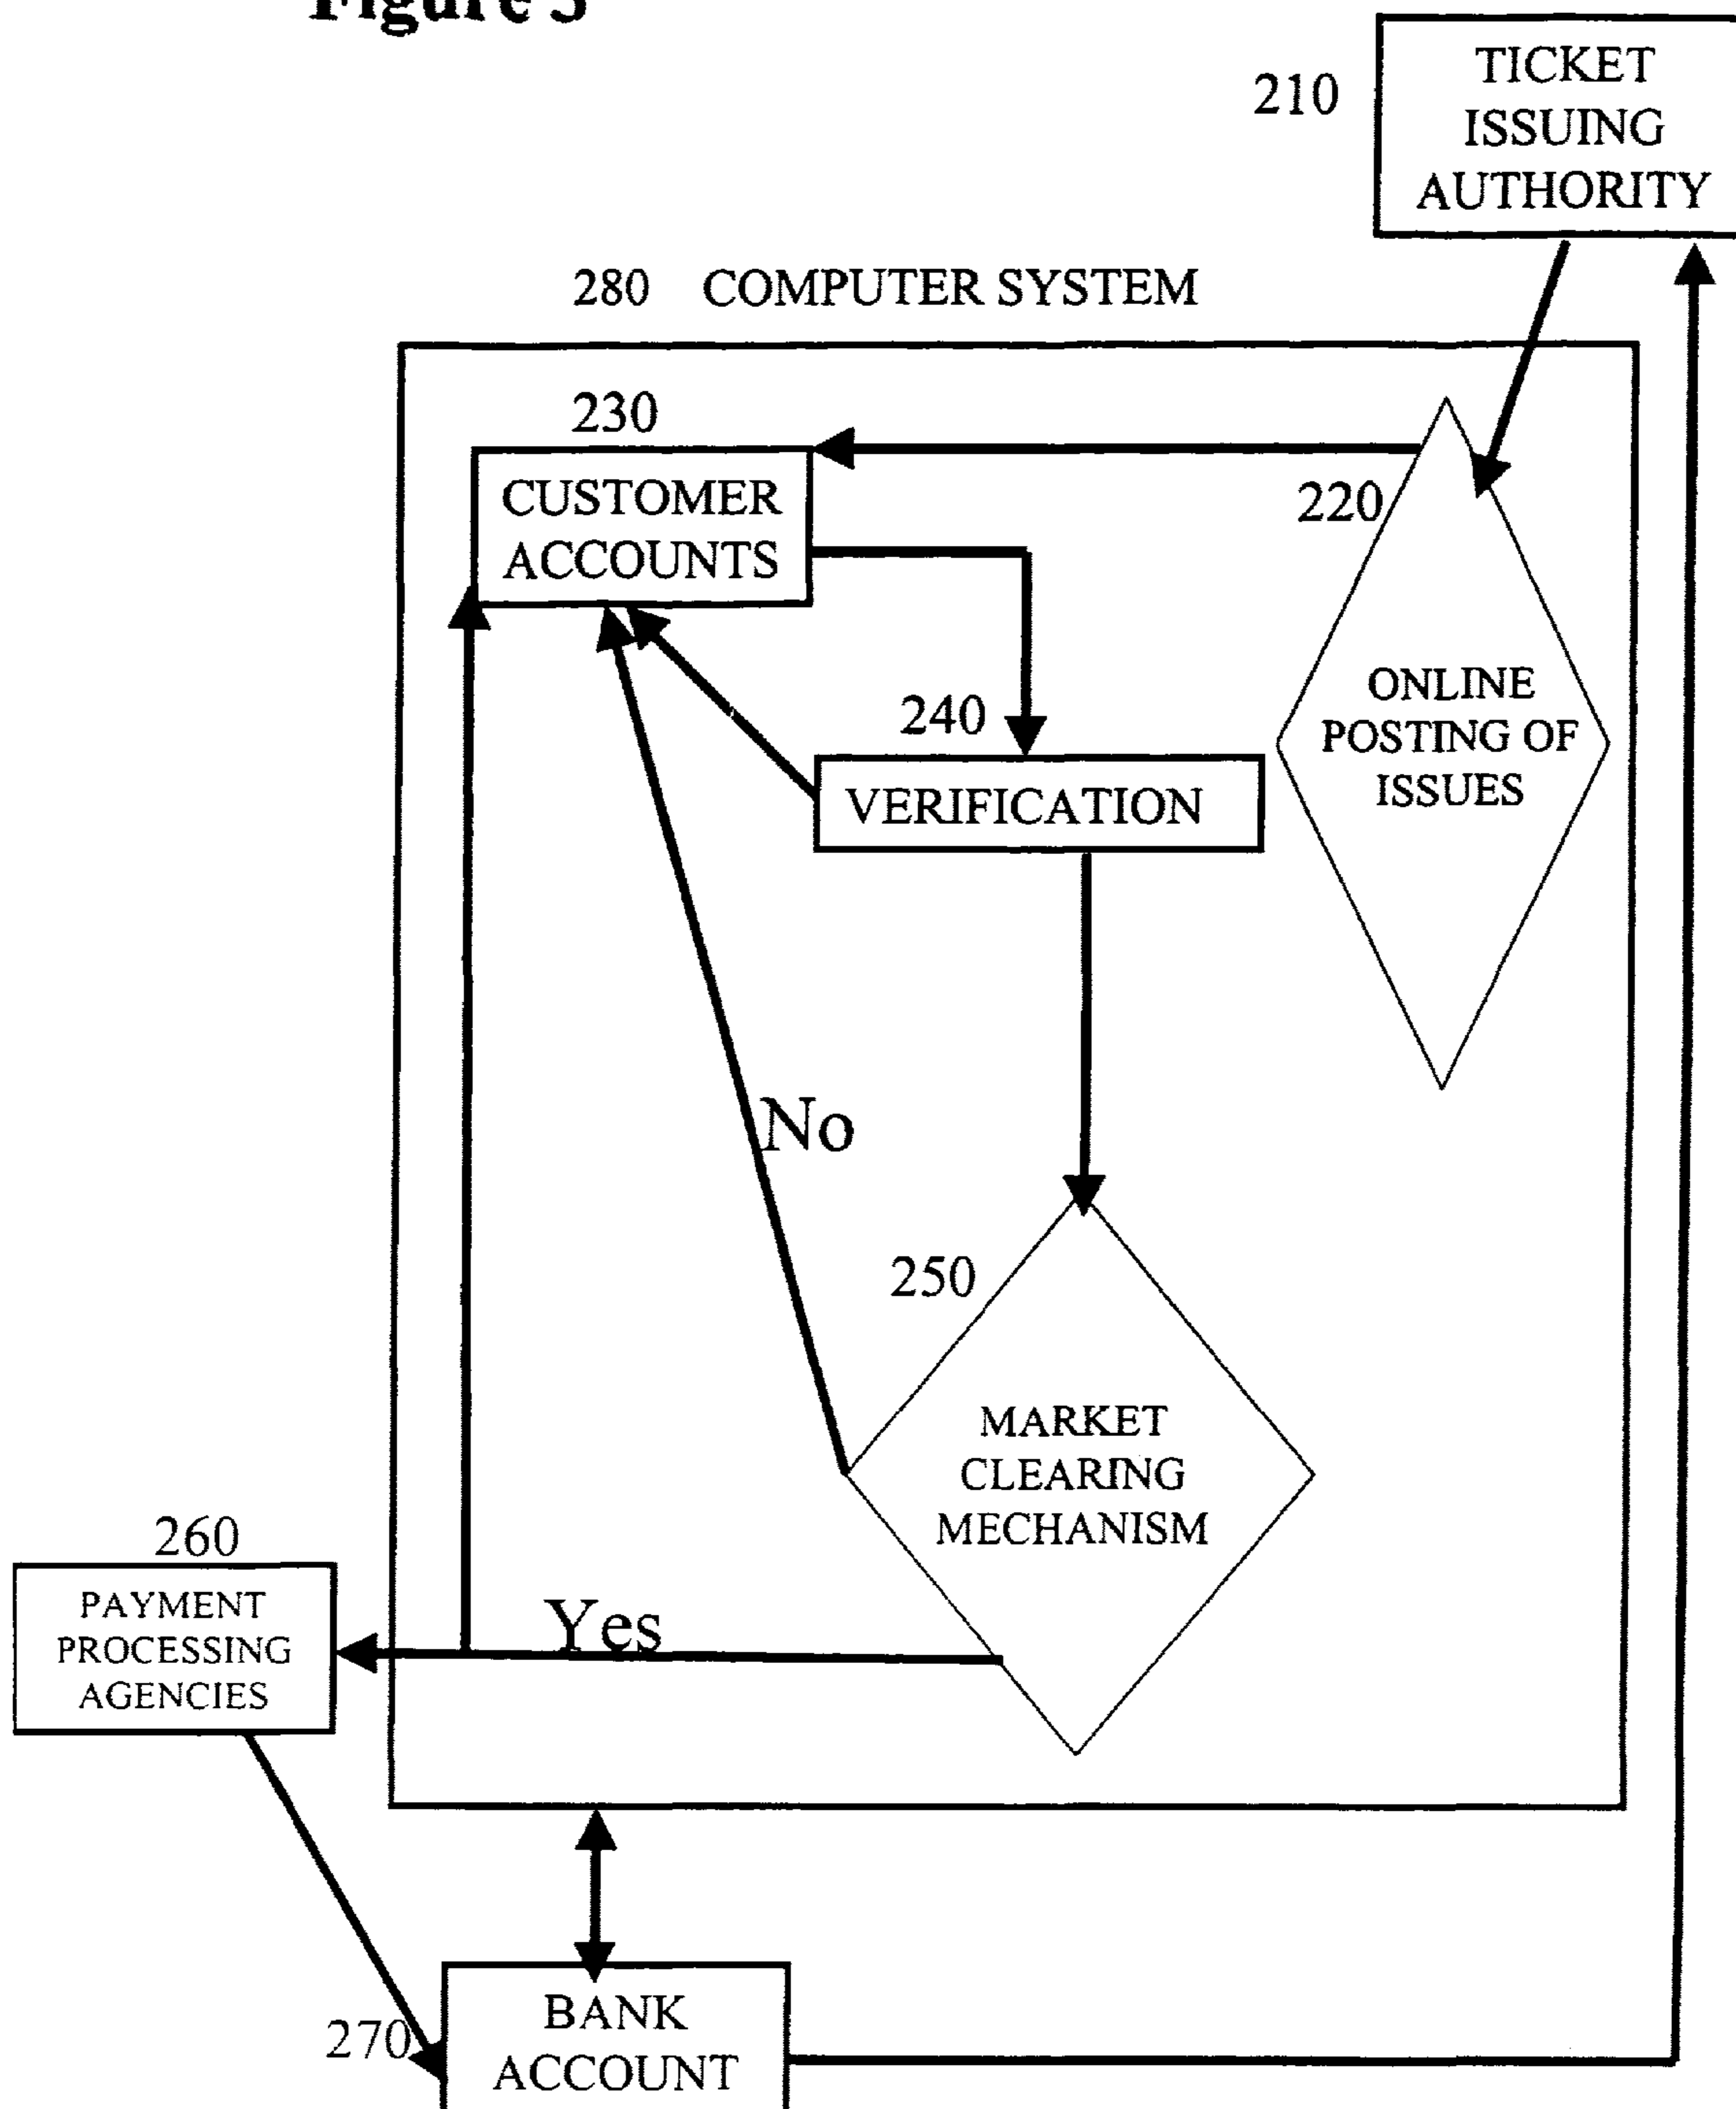 Figure 3
TICKET
ISSUING
AUTHORITY
210
280 COMPUTER SYSTEM
230
CUSTOMER
ACCOUNTS
220
ONLINE
POSTING OF
ISSUES
240
VERIFICATION
No
250
MARKET
CLEARING
MECHANISM
260
PAYMENT
PROCESSING
AGENCIES
Yes
270
BANK
ACCOUNT